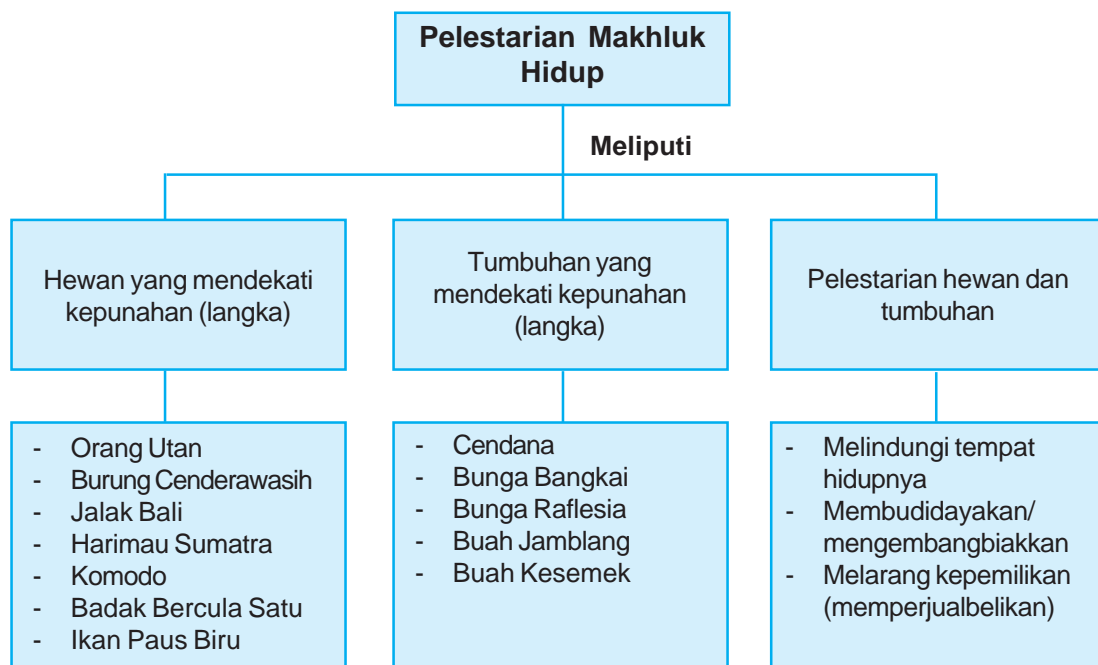 Pelestarian Makhluk
Hidup
Meliputi
Hewan yang mendekati
kepunahan (langka)
Tumbuhan yang
mendekati kepunahan
(langka)
Pelestarian hewan dan
tumbuhan
- Orang Utan
- Burung Cenderawasih
- Jalak Bali
- Harimau Sumatra
- Komodo
- Badak Bercula Satu
- Ikan Paus Biru
- Cendana
- Bunga Bangkai
- Bunga Raflesia
- Buah Jamblang
- Buah Kesemek
- Melindungi tempat
hidupnya
- Membudidayakan/
mengembangbiakkan
- Melarang kepemilikan
(memperjualbelikan)